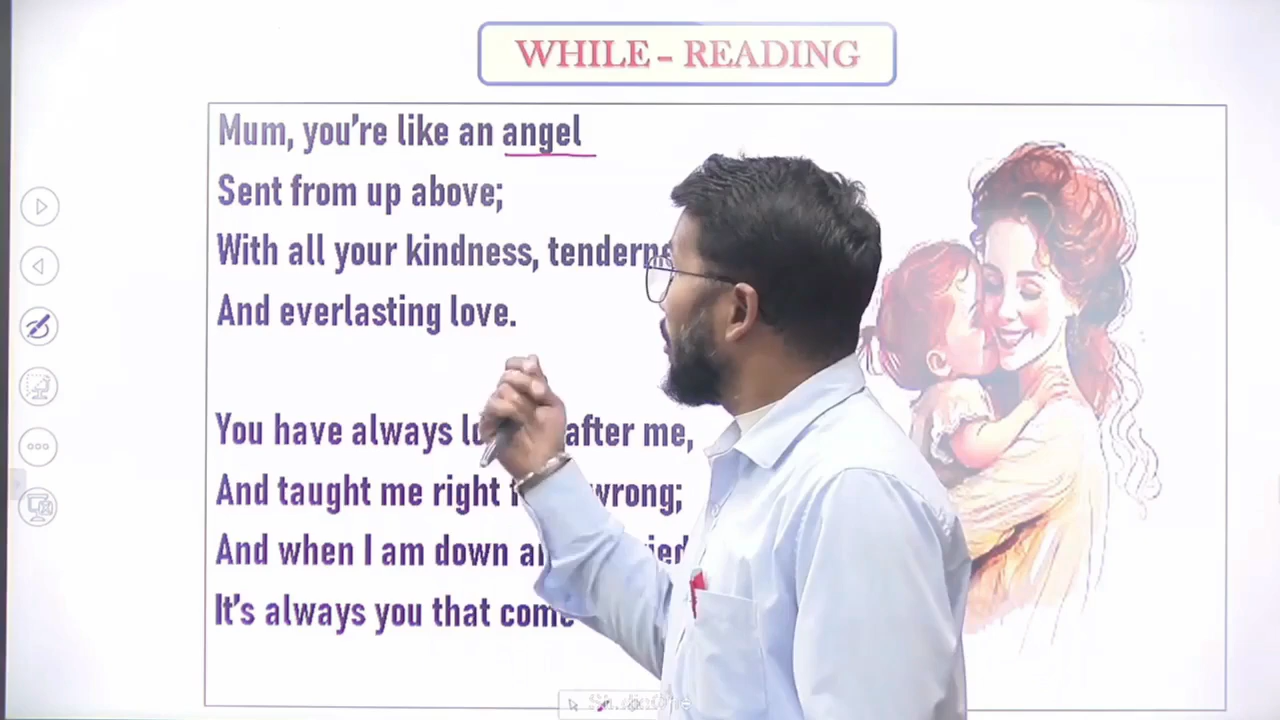 WHILE - READING
Mum, you're like an angel
Sent from up above;
With all your kindness,
And everlasting love.
You have always after me,
And taught me right wrong;
And when I am down
It's always you that come